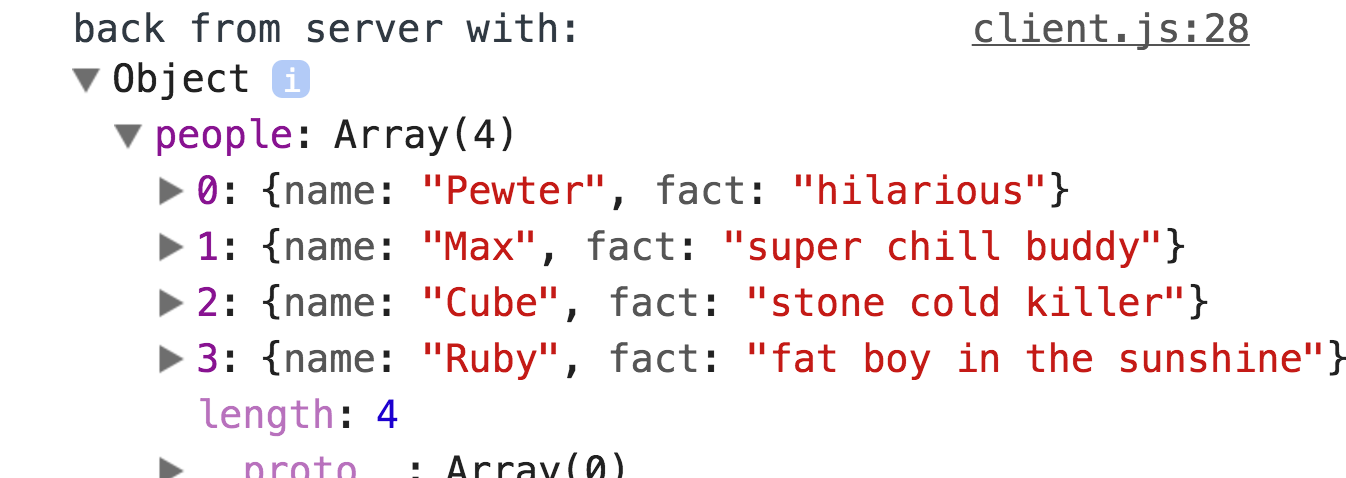 back from server with: client.js:28
▼ Object i
▼ people: Array(4)
▶ 0: {name: "Pewter", fact: "hilarious"}
▶ 1: {name: "Max", fact: "super chill buddy"}
▶ 2: {name: "Cube", fact: "stone cold killer"}
▶ 3: {name: "Ruby", fact: "fat boy in the sunshine"}
length: 4
▶ __proto__: Array(0)